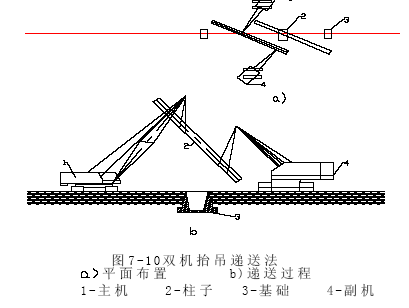 2
3
4
a)
1
2
4
3
b
图7-10双机抬吊递送法
a)平面布置 b)递送过程
1-主机 2-柱子 3-基础 4-副机